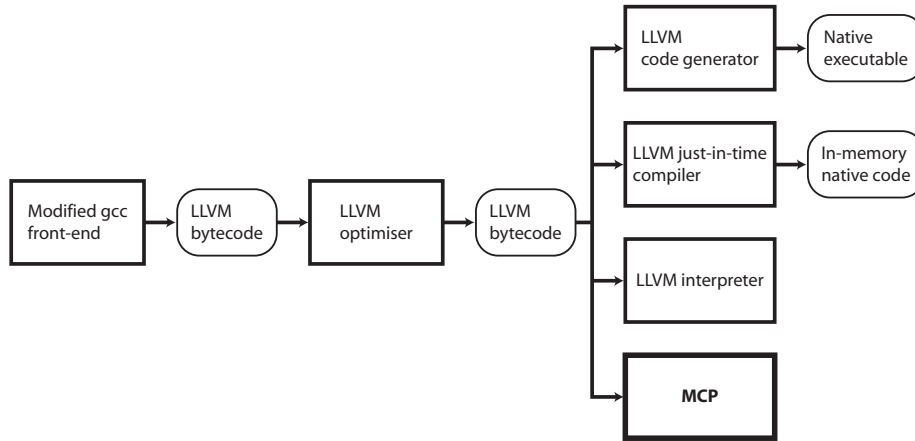 LLVM
code generator
Native
executable
LLVM just-in-time
compiler
In-memory
native code
Modified gcc
front-end
LLVM
bytecode
LLVM
optimiser
LLVM
bytecode
LLVM interpreter
MCP